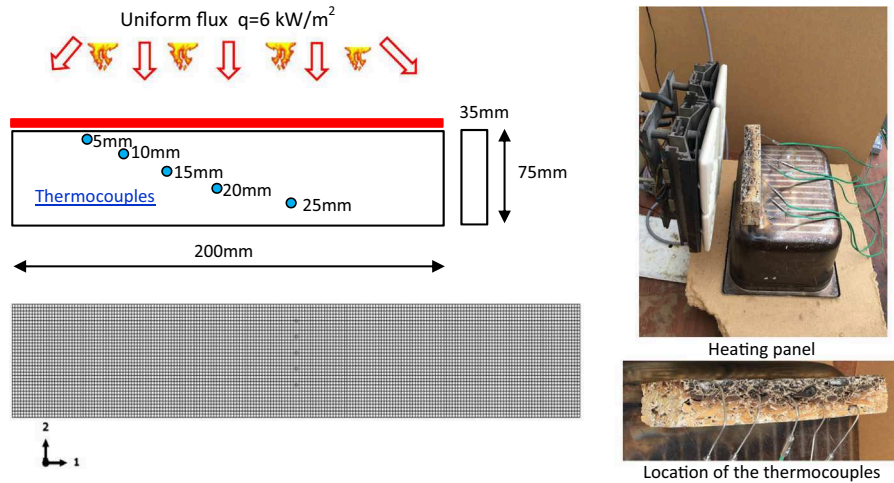 Uniform flux q=6 kW/m²
5mm
10mm
15mm
20mm
25mm
Thermocouples
35mm
75mm
200mm
2
1
Heating panel
Location of the thermocouples